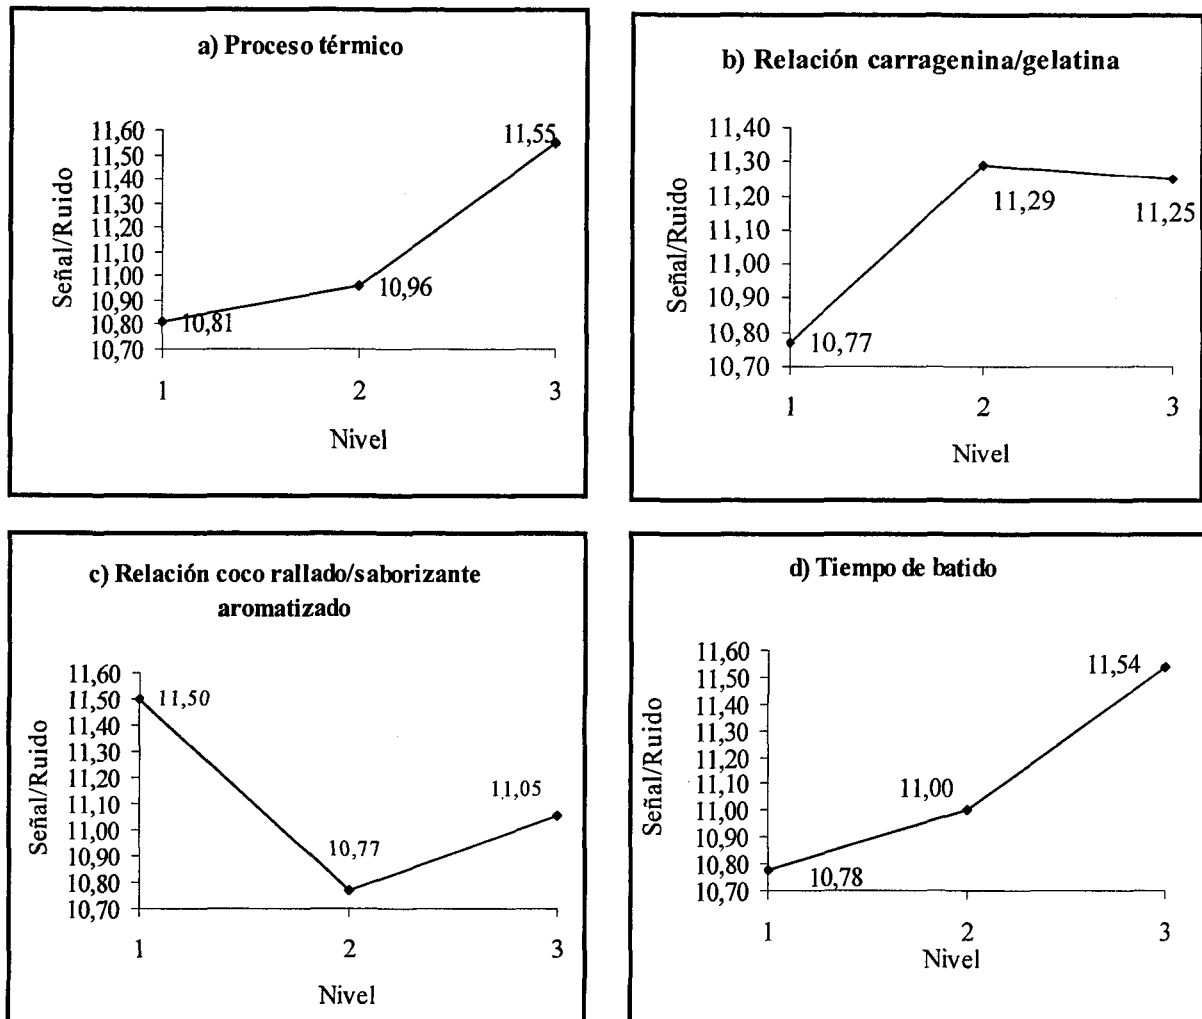 a) Proceso térmico
11,60
11,50
11,40
11,30
11,20
11,10
11,00
10,90
10,80
10,70
Señal/Ruido
10,81
10,96
11,55
1 2 3
Nivel
b) Relación carragenina/gelatina
11,40
11,30
11,20
11,10
11,00
10,90
10,80
10,70
Señal/Ruido
10,77
11,29
11,25
1 2 3
Nivel
c) Relación coco rallado/saborizante
aromatizado
11,60
11,50
11,40
11,30
11,20
11,10
11,00
10,90
10,80
10,70
Señal/Ruido
11,50
10,77
11,05
1 2 3
Nivel
d) Tiempo de batido
11,60
11,50
11,40
11,30
11,20
11,10
11,00
10,90
10,80
10,70
Señal/Ruido
10,78
11,00
11,54
1 2 3
Nivel